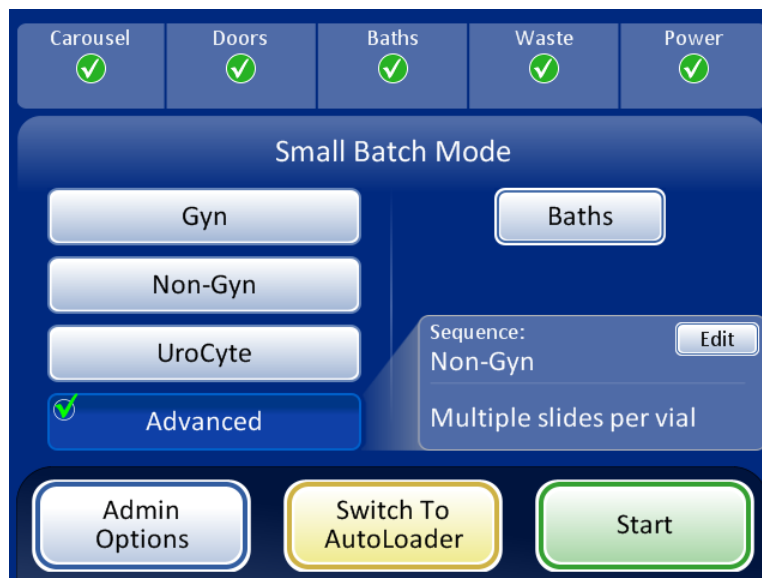 Carousel
Doors
Baths
Waste
Power
Small Batch Mode
Gyn
Baths
Non-Gyn
UroCyte
Advanced
Sequence:
Edit
Non-Gyn
Multiple slides per vial
Admin
Options
Switch To
AutoLoader
Start